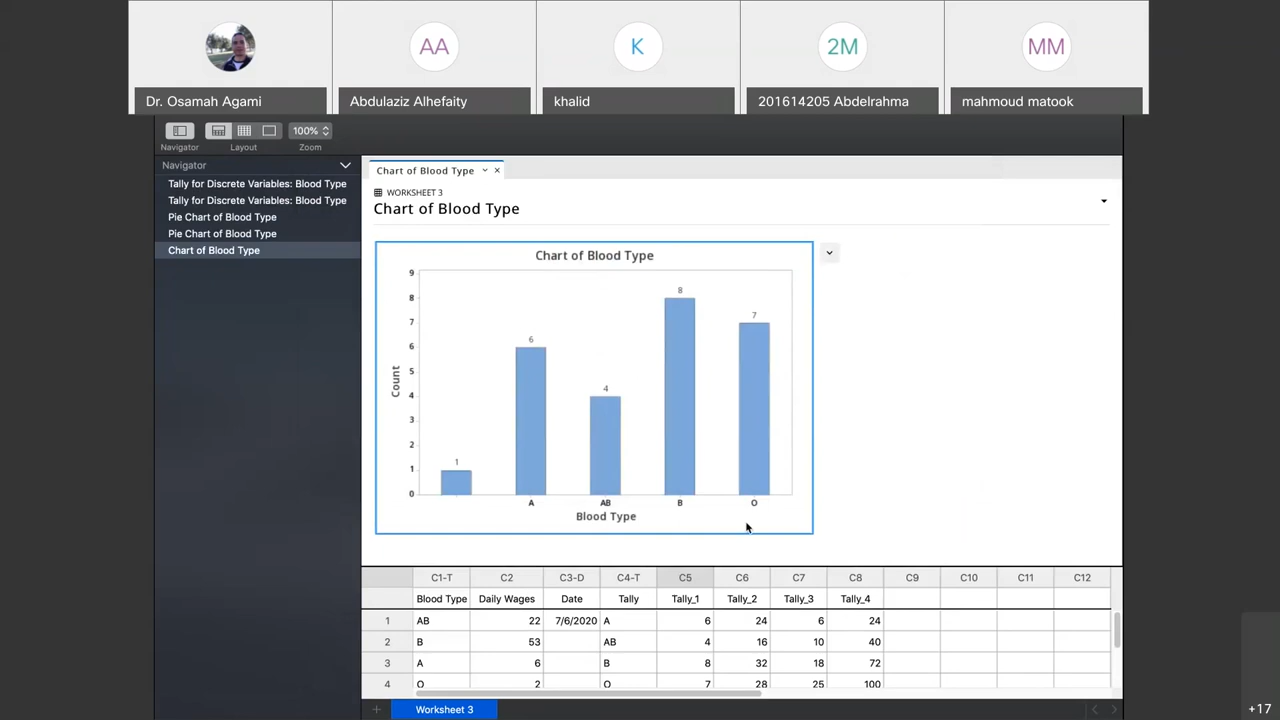 AA
K
2M
MM
Dr. Osamah Agami
Abdulaziz Alhefaity
khalid
201614205 Abdelrahma
mahmoud matook
100%
Navigator
Layout
Zoom
Navigator
Tally for Discrete Variables: Blood Type
Tally for Discrete Variables: Blood Type
Pie Chart of Blood Type
Pie Chart of Blood Type
Chart of Blood Type
Chart of Blood Type
WORKSHEET 3
Chart of Blood Type
Chart of Blood Type
9
8
7
6
5
4
3
2
1
0
Count
1
6
4
8
7
A AB B O
Blood Type
C1-T C2 C3-D C4-T C5 C6 C7 C8 C9 C10 C11 C12
Blood Type Daily Wages Date Tally Tally_1 Tally_2 Tally_3 Tally_4
1 AB 22 7/6/2020 A 6 24 6 24
2 B 53 AB 4 16 10 40
3 A 6 B 8 32 18 72
4 O 2 O 7 28 25 100
Worksheet 3
+17